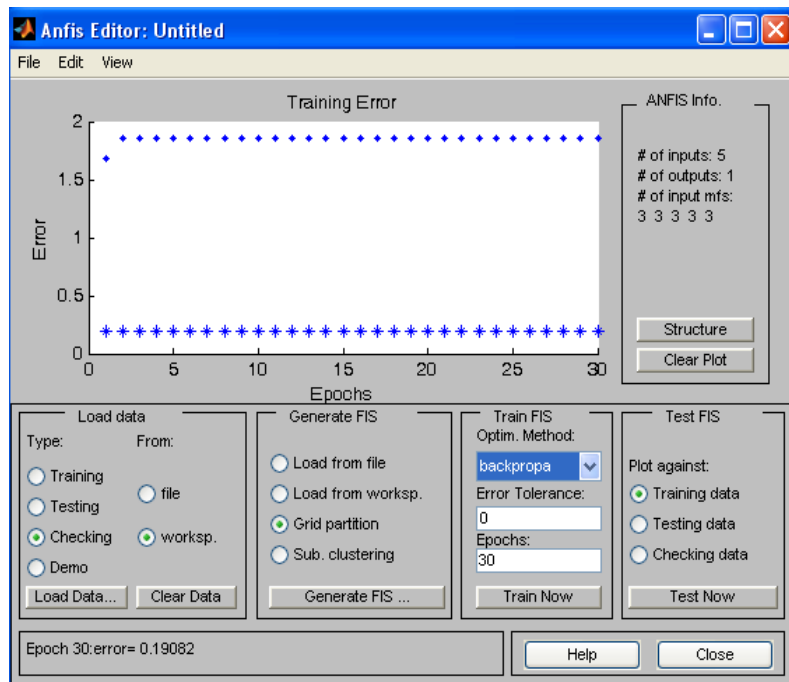 Anfis Editor: Untitled
File Edit View
Training Error
2
1.5
1
0.5
0
Error
0 5 10 15 20 25 30
Epochs
ANFIS Info.
# of inputs: 5
# of outputs: 1
# of input mfs:
3 3 3 3 3
Structure
Clear Plot
Load data
Type: From:
Training
Testing
Checking
Demo
file
worksp.
Load Data... Clear Data
Generate FIS
Load from file
Load from worksp.
Grid partition
Sub. clustering
Generate FIS ...
Train FIS
Optim. Method:
backpropa
Error Tolerance:
0
Epochs:
30
Train Now
Test FIS
Plot against:
Training data
Testing data
Checking data
Test Now
Epoch 30:error= 0.19082
Help
Close